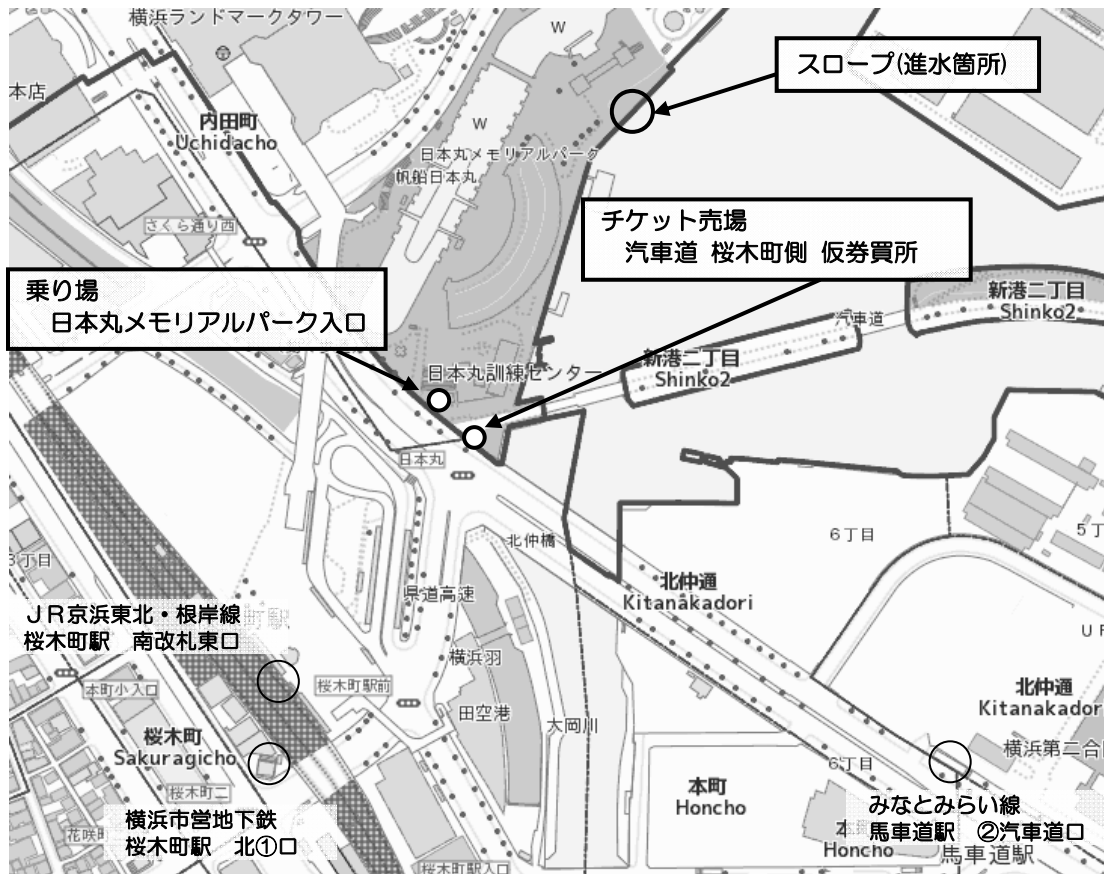 横浜ランドマークタワー
W
スロープ(進水箇所)
本店
内田町
Uchidacho
W
日本丸メモリアルパーク
帆船日本丸
さくら通り西
チケット売場
汽車道 桜木町側 仮券買所
乗り場
日本丸メモリアルパーク入口
新港二丁目
Shinko2
汽車道
新港二丁目
Shinko2
日本丸訓練センター
日本丸
北仲橋
6丁目
5丁
3丁目
県道高速
北仲通
Kitanakadori
JR京浜東北・根岸線
桜木町駅 南改札東口
横浜羽
本町小入口
桜木町駅前
田空港
大岡川
北仲通
Kitanakador
桜木町
Sakuragicho
横浜第二合
6丁目
桜木町二
本町
Honcho
みなとみらい線
馬車道駅 ②汽車道口
横浜市営地下鉄
桜木町駅 北①口
花咲町
Honcho
馬車道駅
桜木町駅入口